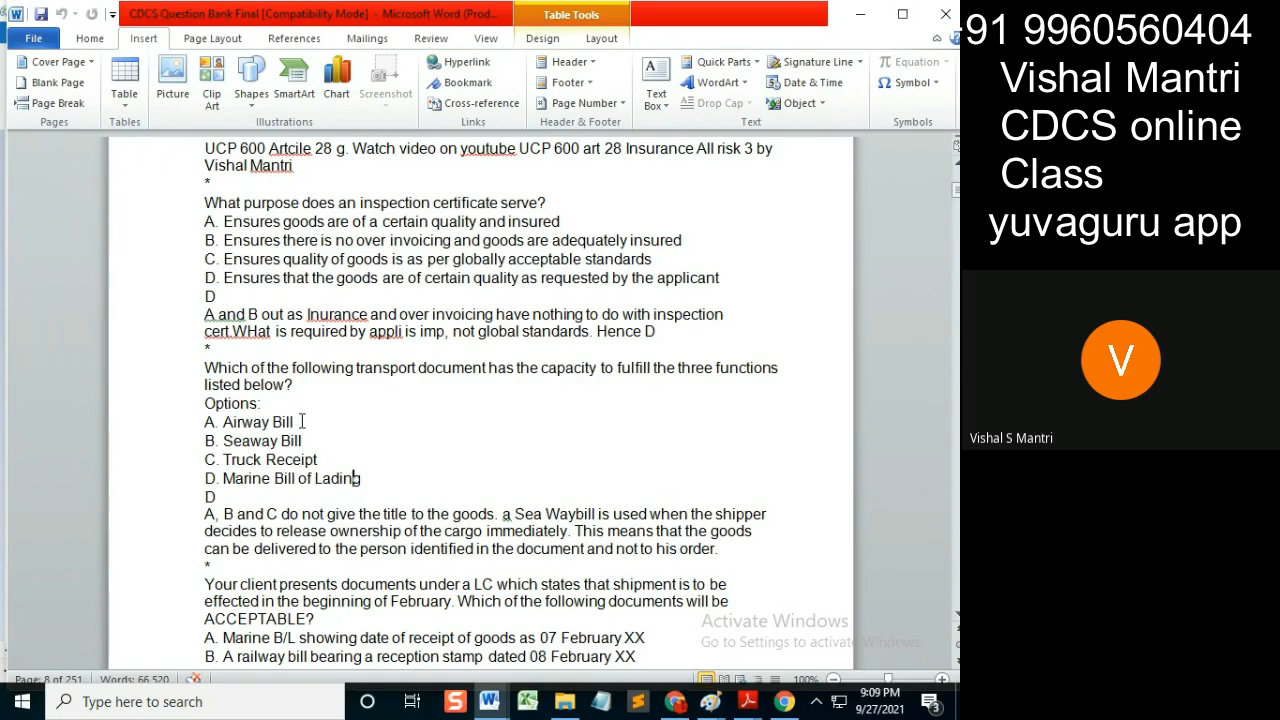 CDCS Question Bank Final [Compatibility Mode] - Microsoft Word (Prod...
Table Tools
File
Home
Insert
Page Layout
References
Mailings
Review
View
Design
Layout
Cover Page
Blank Page
Page Break
Pages
Table
Tables
Picture
Clip Art
Shapes
SmartArt
Chart
Screenshot
Illustrations
Hyperlink
Bookmark
Cross-reference
Links
Header
Footer
Page Number
Header & Footer
Text Box
Quick Parts
WordArt
Drop Cap
Signature Line
Date & Time
Object
Text
Equation
Symbol
Symbols
UCP 600 Artcile 28 g. Watch video on youtube UCP 600 art 28 Insurance All risk 3 by
Vishal Mantri
*
What purpose does an inspection certificate serve?
A. Ensures goods are of a certain quality and insured
B. Ensures there is no over invoicing and goods are adequately insured
C. Ensures quality of goods is as per globally acceptable standards
D. Ensures that the goods are of certain quality as requested by the applicant
D
A and B out as Inurance and over invoicing have nothing to do with inspection
cert.WHat is required by appli is imp, not global standards. Hence D
*
Which of the following transport document has the capacity to fulfill the three functions
listed below?
Options:
A. Airway Bill
B. Seaway Bill
C. Truck Receipt
D. Marine Bill of Lading
D
A, B and C do not give the title to the goods. a Sea Waybill is used when the shipper
decides to release ownership of the cargo immediately. This means that the goods
can be delivered to the person identified in the document and not to his order.
*
Your client presents documents under a LC which states that shipment is to be
effected in the beginning of February. Which of the following documents will be
ACCEPTABLE?
A. Marine B/L showing date of receipt of goods as 07 February XX
B. A railway bill bearing a reception stamp dated 08 February XX
Activate Windows
Go to Settings to activate Windows.
Page: 8 of 251
Words: 66,520
100%
Type here to search
9:09 PM
9/27/2021
3
-91 9960560404
Vishal Mantri
CDCS online
Class
yuvaguru app
V
Vishal S Mantri